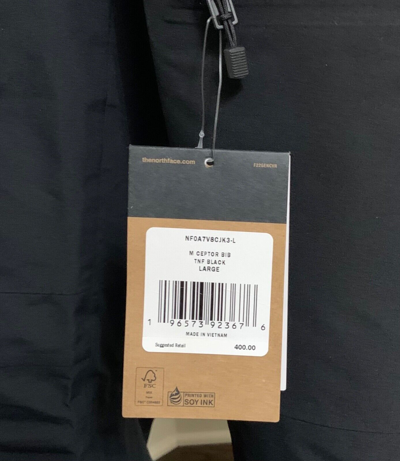 thenorthface.com
NF0A7V8CJK3-L
M CEPTOR BIB
TNF BLACK
LARGE
1 96573 92367 6
MADE IN VIETNAM
Suggested Retail
400.00
FSC
PRINTED WITH
SOY INK